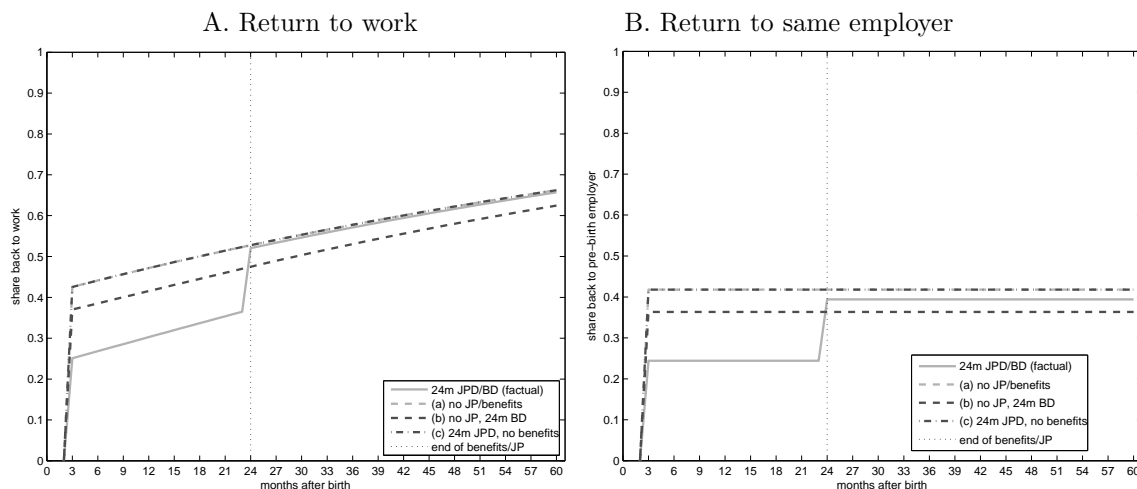 A. Return to work
1
0.9
0.8
0.7
0.6
0.5
0.4
0.3
0.2
0.1
0
share back to work
0 3 6 9 12 15 18 21 24 27 30 33 36 39 42 45 48 51 54 57 60
months after birth
24m JPD/BD (factual)
(a) no JP/benefits
(b) no JP, 24m BD
(c) 24m JPD, no benefits
end of benefits/JP
B. Return to same employer
1
0.9
0.8
0.7
0.6
0.5
0.4
0.3
0.2
0.1
0
share back to pre−birth employer
0 3 6 9 12 15 18 21 24 27 30 33 36 39 42 45 48 51 54 57 60
months after birth
24m JPD/BD (factual)
(a) no JP/benefits
(b) no JP, 24m BD
(c) 24m JPD, no benefits
end of benefits/JP